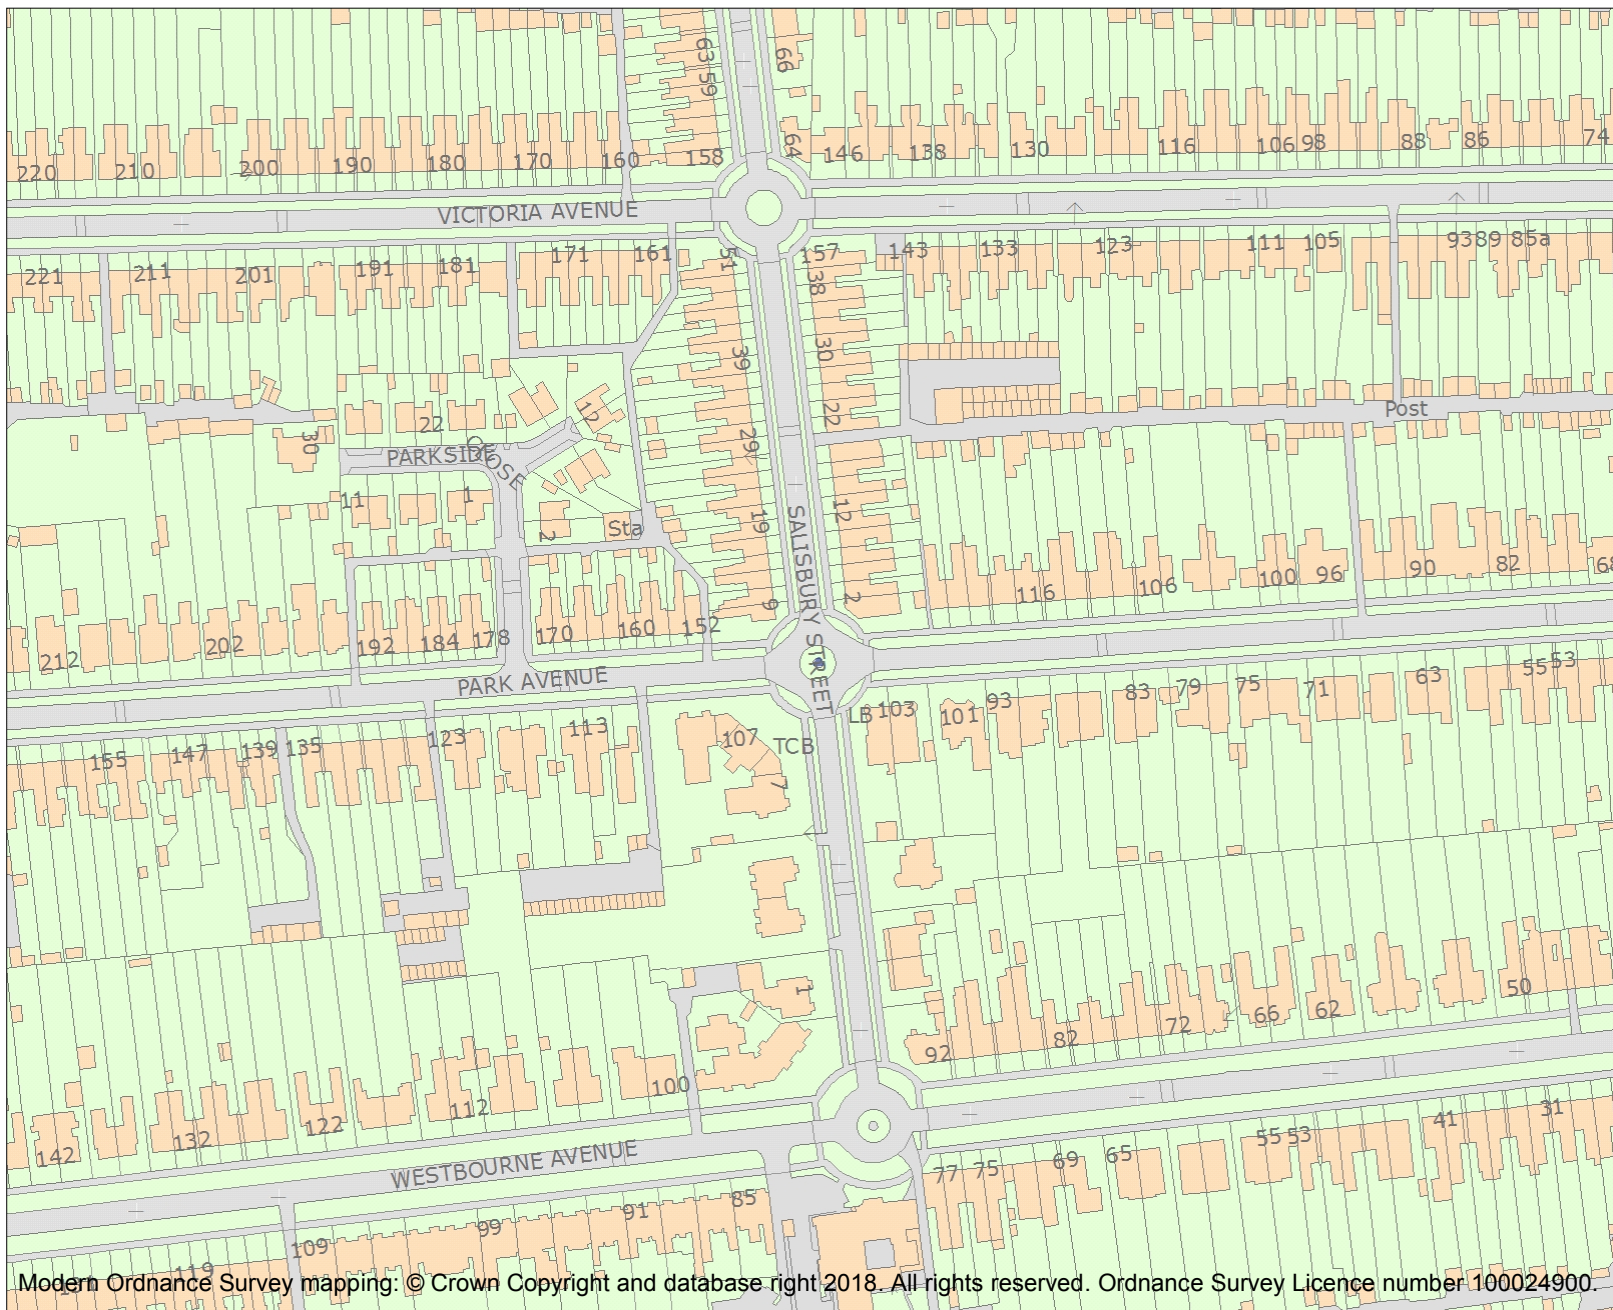 63 59
66
64
220 210 200 190 180 170 160 158 146 138 130 116 106 98 88 86 74
VICTORIA AVENUE
221 211 201 191 181 171 161 51 157 143 133 123 111 105 93 89 85a
38
39 30
22 12 22 Post
30 PARKSIDE CLOSE 29
11 1 19 12
2 Sta
SALISBURY STREET
116 106 100 96 90 82 68
9 2
212 202 192 184 178 170 160 152
PARK AVENUE
63 55 53
83 79 75 71
LB 103 101 93
155 147 139 135 123 113 107 TCB
7
1
92 82 72 66 62 50
142 132 122 112 100
WESTBOURNE AVENUE
77 75 69 65 55 53 41 31
109 99 91 85
119
Modern Ordnance Survey mapping: © Crown Copyright and database right 2018. All rights reserved. Ordnance Survey Licence number 100024900.